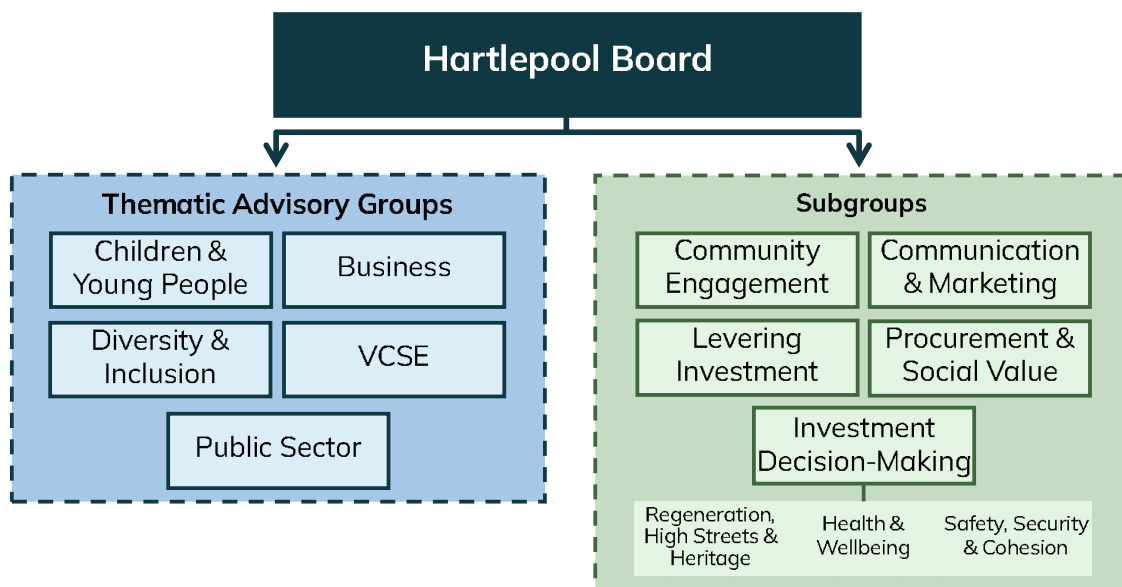 Hartlepool Board
Thematic Advisory Groups
Children &
Young People
Business
Diversity &
Inclusion
VCSE
Public Sector
Subgroups
Community
Engagement
Communication
& Marketing
Levering
Investment
Procurement &
Social Value
Investment
Decision-Making
Regeneration,
High Streets &
Heritage
Health &
Wellbeing
Safety, Security
& Cohesion